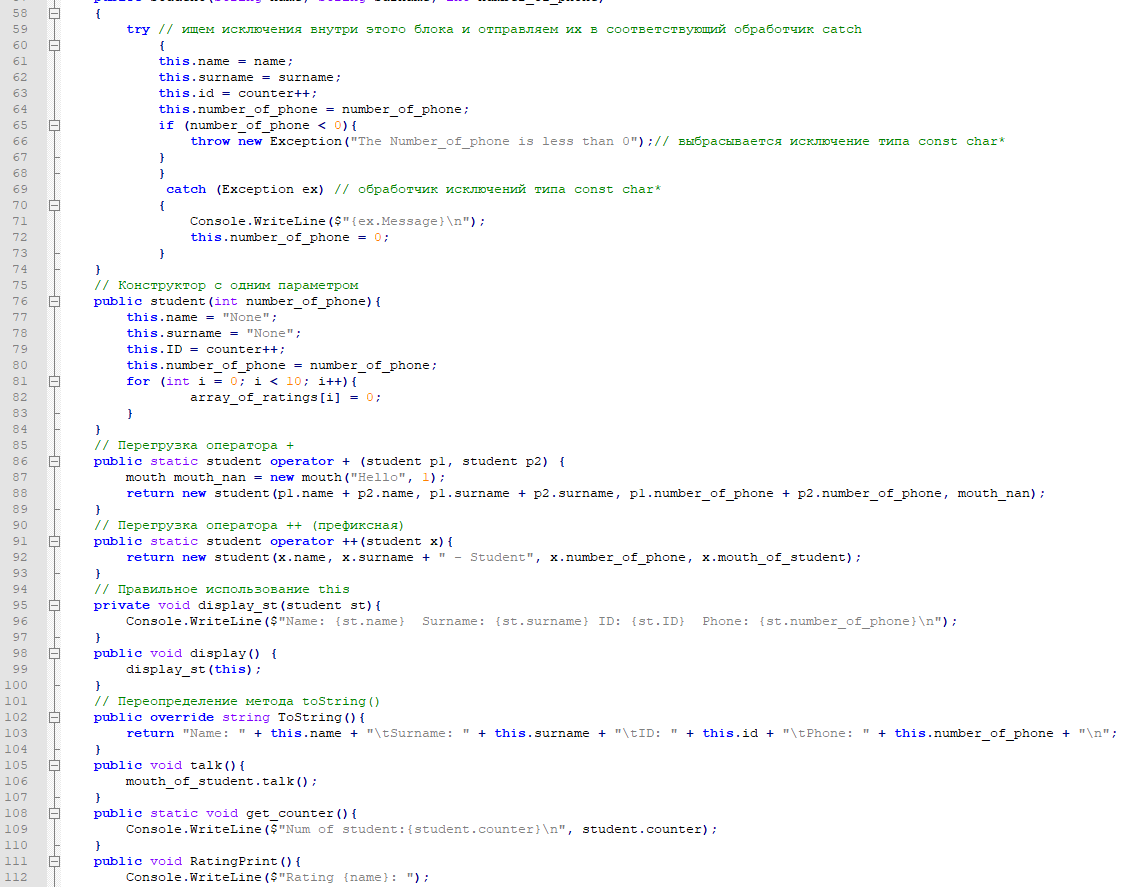 58 {
59 try // ищем исключения внутри этого блока и отправляем их в соответствующий обработчик catch
60 {
61 this.name = name;
62 this.surname = surname;
63 this.id = counter++;
64 this.number_of_phone = number_of_phone;
65 if (number_of_phone < 0){
66 throw new Exception("The Number_of_phone is less than 0");// выбрасывается исключение типа const char*
67 }
68 }
69 catch (Exception ex) // обработчик исключений типа const char*
70 {
71 Console.WriteLine($"{ex.Message}\n");
72 this.number_of_phone = 0;
73 }
74 }
75 // Конструктор с одним параметром
76 public student(int number_of_phone){
77 this.name = "None";
78 this.surname = "None";
79 this.ID = counter++;
80 this.number_of_phone = number_of_phone;
81 for (int i = 0; i < 10; i++){
82 array_of_ratings[i] = 0;
83 }
84 }
85 // Перегрузка оператора +
86 public static student operator + (student p1, student p2) {
87 mouth mouth_nan = new mouth("Hello", 1);
88 return new student(p1.name + p2.name, p1.surname + p2.surname, p1.number_of_phone + p2.number_of_phone, mouth_nan);
89 }
90 // Перегрузка оператора ++ (префиксная)
91 public static student operator ++(student x){
92 return new student(x.name, x.surname + " - Student", x.number_of_phone, x.mouth_of_student);
93 }
94 // Правильное использование this
95 private void display_st(student st){
96 Console.WriteLine($"Name: {st.name}  Surname: {st.surname} ID: {st.ID}  Phone: {st.number_of_phone}\n");
97 }
98 public void display() {
99 display_st(this);
100 }
101 // Переопределение метода toString()
102 public override string ToString(){
103 return "Name: " + this.name + "\tSurname: " + this.surname + "\tID: " + this.id + "\tPhone: " + this.number_of_phone + "\n";
104 }
105 public void talk(){
106 mouth_of_student.talk();
107 }
108 public static void get_counter(){
109 Console.WriteLine($"Num of student:{student.counter}\n", student.counter);
110 }
111 public void RatingPrint(){
112 Console.WriteLine($"Rating {name}: ");